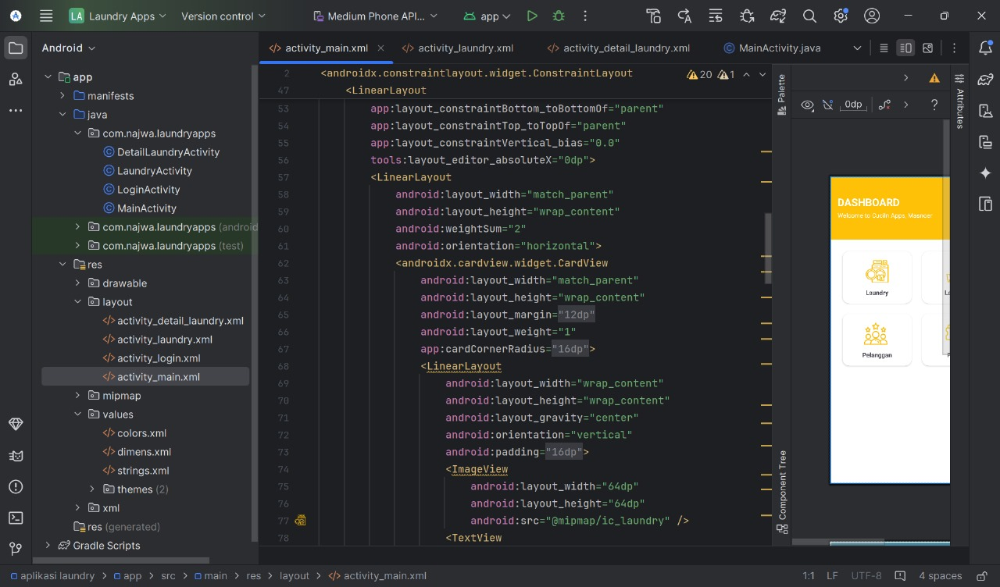 LA Laundry Apps Version control Medium Phone API... app
Android
app
manifests
java
com.najwa.laundryapps
DetailLaundryActivity
LaundryActivity
LoginActivity
MainActivity
com.najwa.laundryapps (android
com.najwa.laundryapps (test)
res
drawable
layout
activity_detail_laundry.xml
activity_laundry.xml
activity_login.xml
activity_main.xml
mipmap
values
colors.xml
dimens.xml
strings.xml
themes (2)
xml
res (generated)
Gradle Scripts
activity_main.xml activity_laundry.xml activity_detail_laundry.xml MainActivity.java
2 <androidx.constraintlayout.widget.ConstraintLayout 20 1
47 <LinearLayout
53 app:layout_constraintBottom_toBottomOf="parent"
54 app:layout_constraintTop_toTopOf="parent"
55 app:layout_constraintVertical_bias="0.0"
56 tools:layout_editor_absoluteX="0dp">
57 <LinearLayout
58 android:layout_width="match_parent"
59 android:layout_height="wrap_content"
60 android:weightSum="2"
61 android:orientation="horizontal">
62 <androidx.cardview.widget.CardView
63 android:layout_width="match_parent"
64 android:layout_height="wrap_content"
65 android:layout_margin="12dp"
66 android:layout_weight="1"
67 app:cardCornerRadius="16dp">
68 <LinearLayout
69 android:layout_width="wrap_content"
70 android:layout_height="wrap_content"
71 android:layout_gravity="center"
72 android:orientation="vertical"
73 android:padding="16dp">
74 <ImageView
75 android:layout_width="64dp"
76 android:layout_height="64dp"
77 android:src="@mipmap/ic_laundry" />
78 <TextView
Palette
Component Tree
0dp
?
Attributes
DASHBOARD
Welcome to CuciIn Apps, Masnoer
Laundry
Pelanggan
aplikasi laundry > app > src > main > res > layout > activity_main.xml
1:1 LF UTF-8 4 spaces